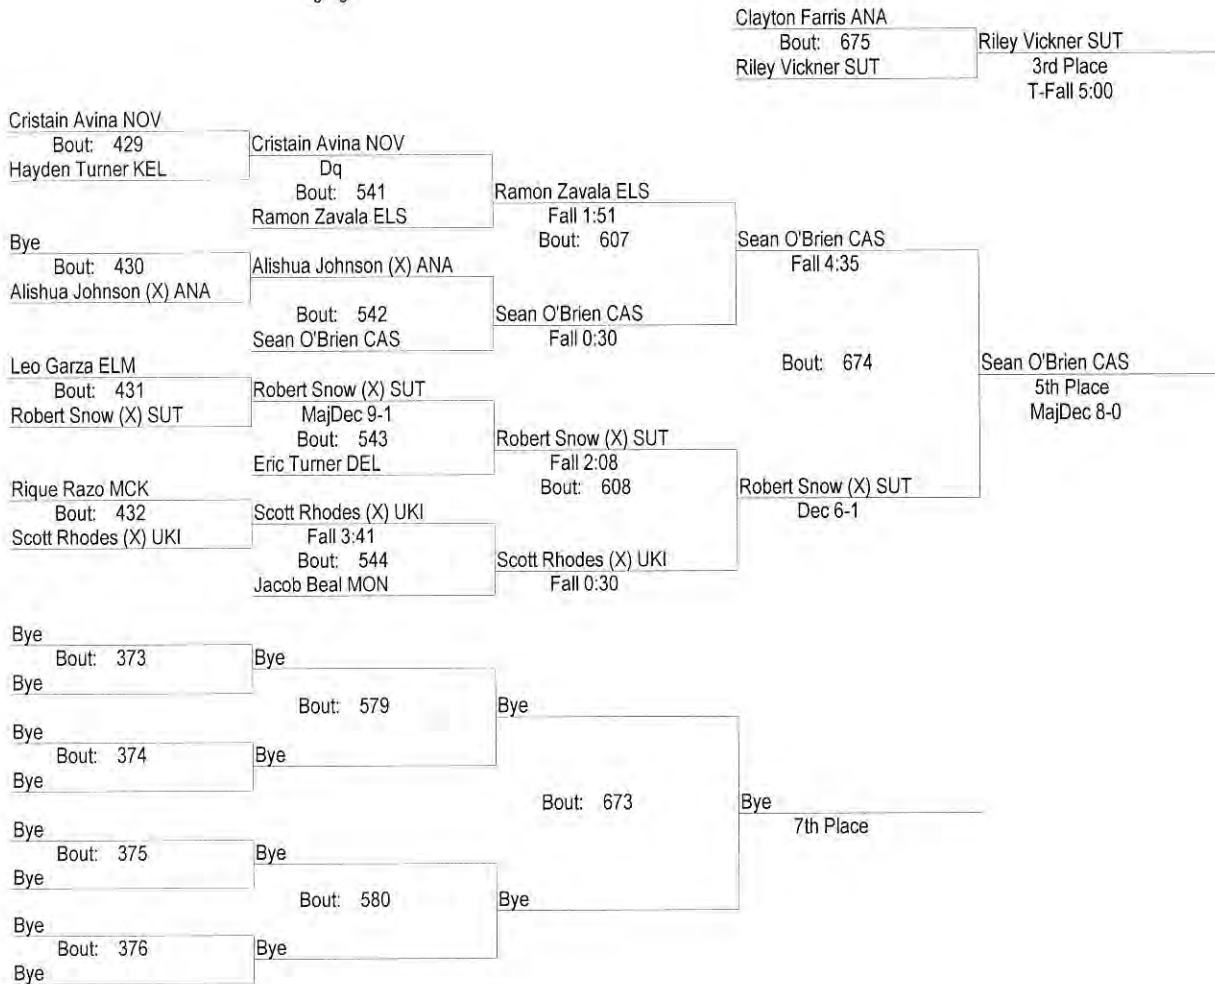 Clayton Farris ANA
Bout: 675
Riley Vickner SUT
Riley Vickner SUT
3rd Place
T-Fall 5:00
Cristain Avina NOV
Bout: 429
Hayden Turner KEL
Bye
Bout: 430
Alishua Johnson (X) ANA
Leo Garza ELM
Bout: 431
Robert Snow (X) SUT
Rique Razo MCK
Bout: 432
Scott Rhodes (X) UKI
Cristain Avina NOV
Dq
Bout: 541
Ramon Zavala ELS
Alishua Johnson (X) ANA
Bout: 542
Sean O'Brien CAS
Robert Snow (X) SUT
MajDec 9-1
Bout: 543
Eric Turner DEL
Scott Rhodes (X) UKI
Fall 3:41
Bout: 544
Jacob Beal MON
Ramon Zavala ELS
Fall 1:51
Bout: 607
Sean O'Brien CAS
Fall 0:30
Robert Snow (X) SUT
Fall 2:08
Bout: 608
Scott Rhodes (X) UKI
Fall 0:30
Sean O'Brien CAS
Fall 4:35
Bout: 674
Robert Snow (X) SUT
Dec 6-1
Sean O'Brien CAS
5th Place
MajDec 8-0
Bye
Bout: 373
Bye
Bye
Bout: 374
Bye
Bye
Bout: 375
Bye
Bye
Bout: 376
Bye
Bye
Bout: 579
Bye
Bye
Bout: 580
Bye
Bye
Bout: 673
Bye
Bye
7th Place